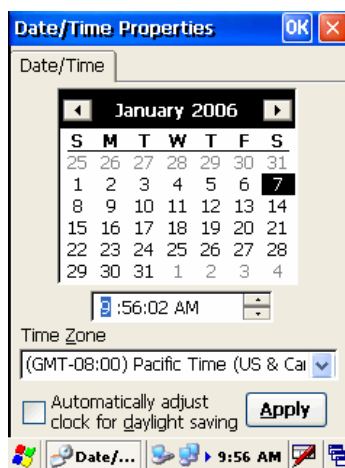 Date/Time Properties OK
Date/Time
January 2006
S M T W T F S
25 26 27 28 29 30 31
1 2 3 4 5 6 7
8 9 10 11 12 13 14
15 16 17 18 19 20 21
22 23 24 25 26 27 28
29 30 31 1 2 3 4
9 :56:02 AM
Time Zone
(GMT-08:00) Pacific Time (US & Ca
Automatically adjust
clock for daylight saving
Apply
Date/... 9:56 AM